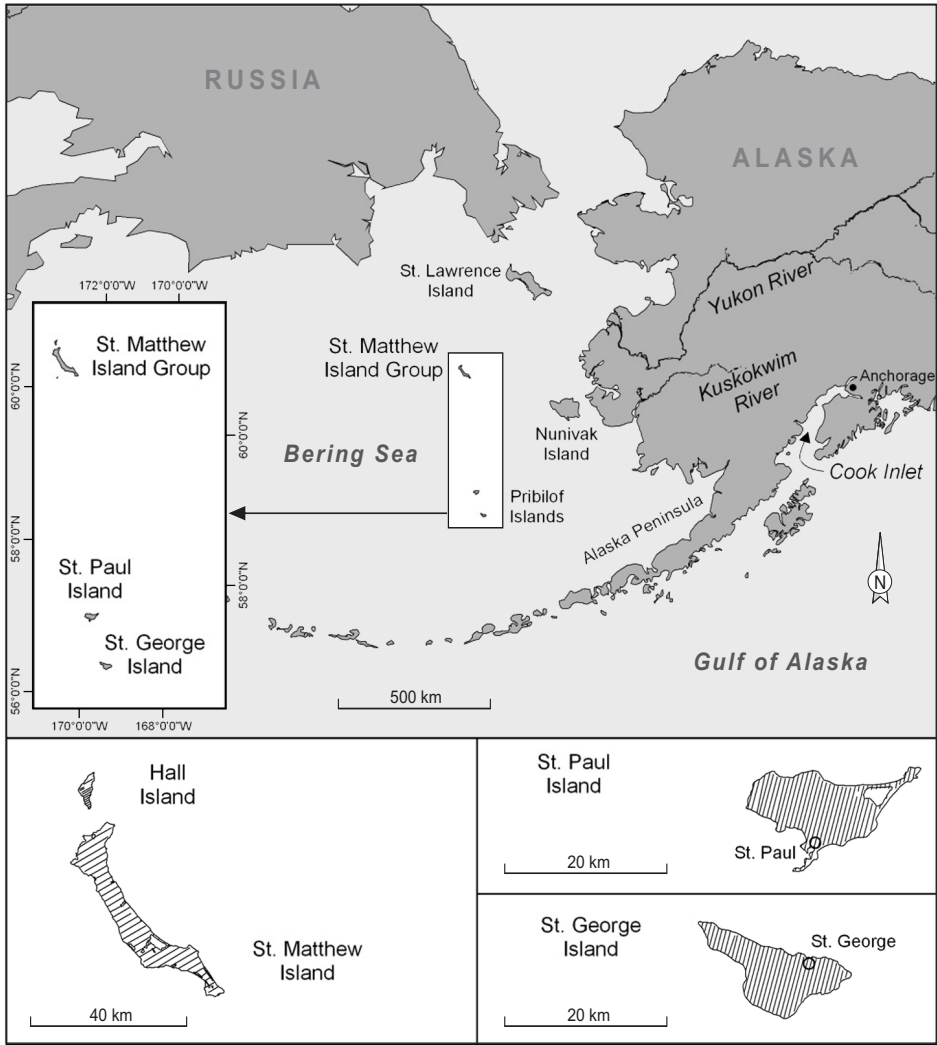 RUSSIA
ALASKA
St. Lawrence
Island
Yukon River
172°0'0"W
170°0'0"W
St. Matthew
Island Group
St. Matthew
Island Group
60°0'0"N
60°0'0"N
Kuskokwim
River
Anchorage
Nunivak
Island
Bering Sea
Cook Inlet
Pribilof
Islands
Alaska Peninsula
58°0'0"N
58°0'0"N
St. Paul
Island
N
St. George
Island
Gulf of Alaska
56°0'0"N
500 km
170°0'0"W
168°0'0"W
Hall
Island
St. Matthew
Island
40 km
St. Paul
Island
St. Paul
20 km
St. George
Island
St. George
20 km